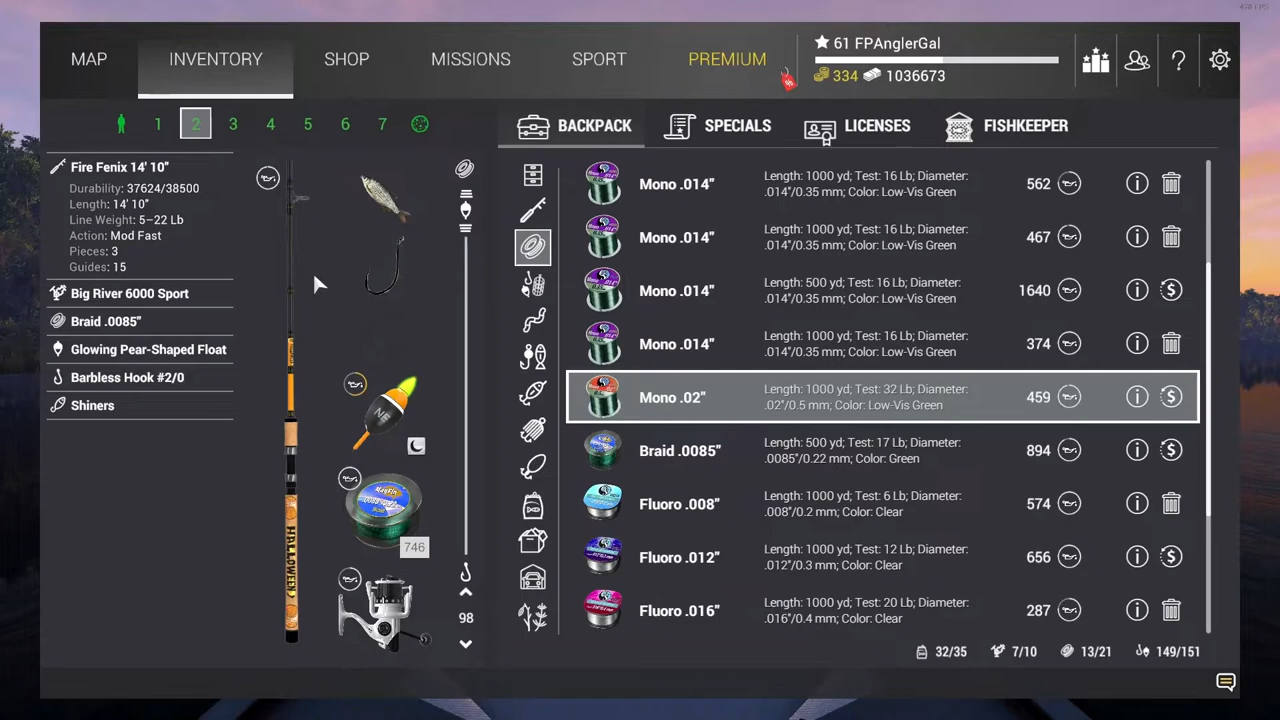 MAP
INVENTORY
SHOP
MISSIONS
SPORT
PREMIUM
61 FPAnglerGal
334 1036673
1 2 3 4 5 6 7
BACKPACK
SPECIALS
LICENSES
FISHKEEPER
Fire Fenix 14' 10"
Durability: 37624/38500
Length: 14' 10"
Line Weight: 5–22 Lb
Action: Mod Fast
Pieces: 3
Guides: 15
Big River 6000 Sport
Braid .0085"
Glowing Pear-Shaped Float
Barbless Hook #2/0
Shiners
HALLOWEEN
746
98
Mono .014"
Length: 1000 yd; Test: 16 Lb; Diameter:
.014"/0.35 mm; Color: Low-Vis Green
562
Mono .014"
Length: 1000 yd; Test: 16 Lb; Diameter:
.014"/0.35 mm; Color: Low-Vis Green
467
Mono .014"
Length: 500 yd; Test: 16 Lb; Diameter:
.014"/0.35 mm; Color: Low-Vis Green
1640
Mono .014"
Length: 1000 yd; Test: 16 Lb; Diameter:
.014"/0.35 mm; Color: Low-Vis Green
374
Mono .02"
Length: 1000 yd; Test: 32 Lb; Diameter:
.02"/0.5 mm; Color: Low-Vis Green
459
Braid .0085"
Length: 500 yd; Test: 17 Lb; Diameter:
.0085"/0.22 mm; Color: Green
894
Fluoro .008"
Length: 1000 yd; Test: 6 Lb; Diameter:
.008"/0.2 mm; Color: Clear
574
Fluoro .012"
Length: 1000 yd; Test: 12 Lb; Diameter:
.012"/0.3 mm; Color: Clear
656
Fluoro .016"
Length: 1000 yd; Test: 20 Lb; Diameter:
.016"/0.4 mm; Color: Clear
287
32/35
7/10
13/21
149/151